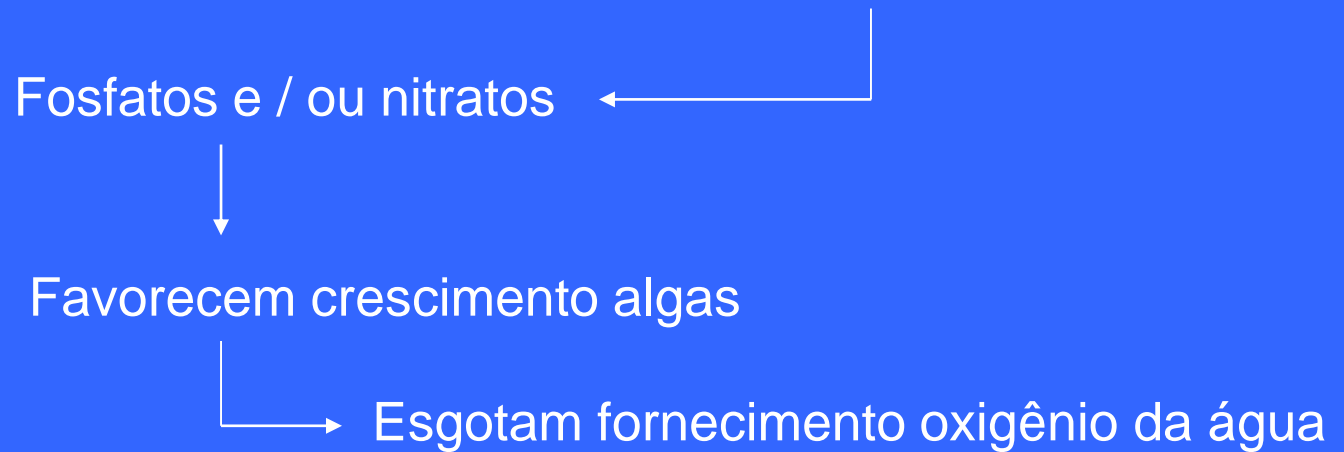 Fosfatos e / ou nitratos
Favorecem crescimento algas
Esgotam fornecimento oxigênio da água